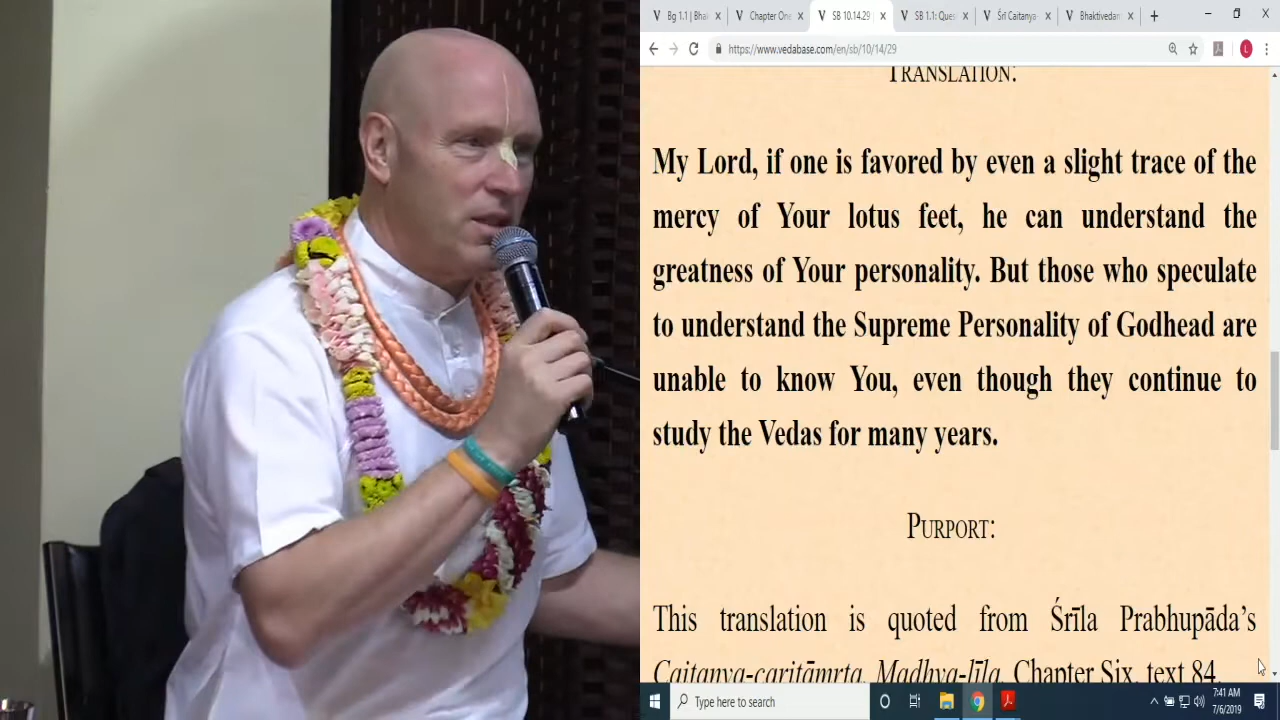 Bg 1.1 | Bha
Chapter One
SB 10.14.29
SB 1.1: Ques
Śrī Caitanya-
Bhaktivedan
https://www.vedabase.com/en/sb/10/14/29
L
TRANSLATION:
My Lord, if one is favored by even a slight trace of the
mercy of Your lotus feet, he can understand the
greatness of Your personality. But those who speculate
to understand the Supreme Personality of Godhead are
unable to know You, even though they continue to
study the Vedas for many years.
PURPORT:
This translation is quoted from Śrīla Prabhupāda’s
Caitanya-caritāmṛta, Madhya-līla, Chapter Six, text 84.
Type here to search
7:41 AM
7/6/2019